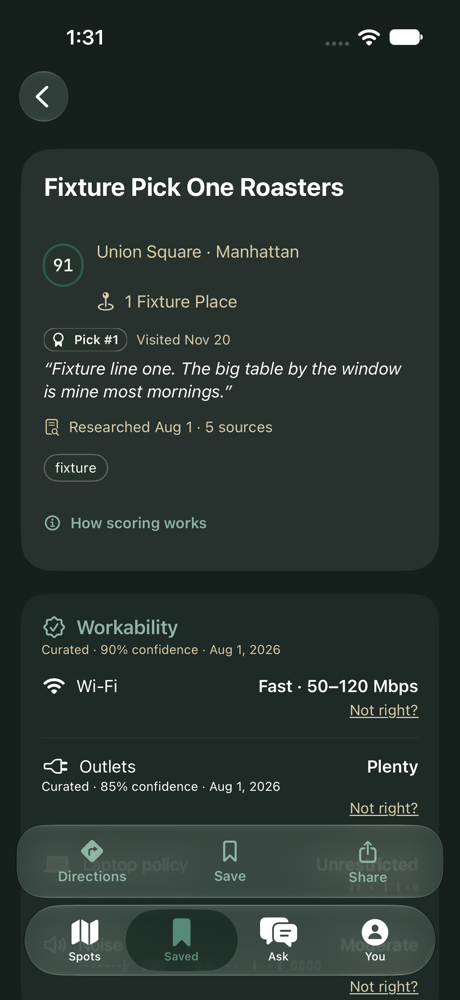 1:31
Fixture Pick One Roasters
91
Union Square · Manhattan
1 Fixture Place
Pick #1 Visited Nov 20
“Fixture line one. The big table by the window
is mine most mornings.”
Researched Aug 1 · 5 sources
fixture
How scoring works
Workability
Curated · 90% confidence · Aug 1, 2026
Wi-Fi Fast · 50–120 Mbps
Not right?
Outlets Plenty
Curated · 85% confidence · Aug 1, 2026
Not right?
Laptop policy Unrestricted
Directions Save Share
Noise Moderate
Spots Saved Ask You
Not right?